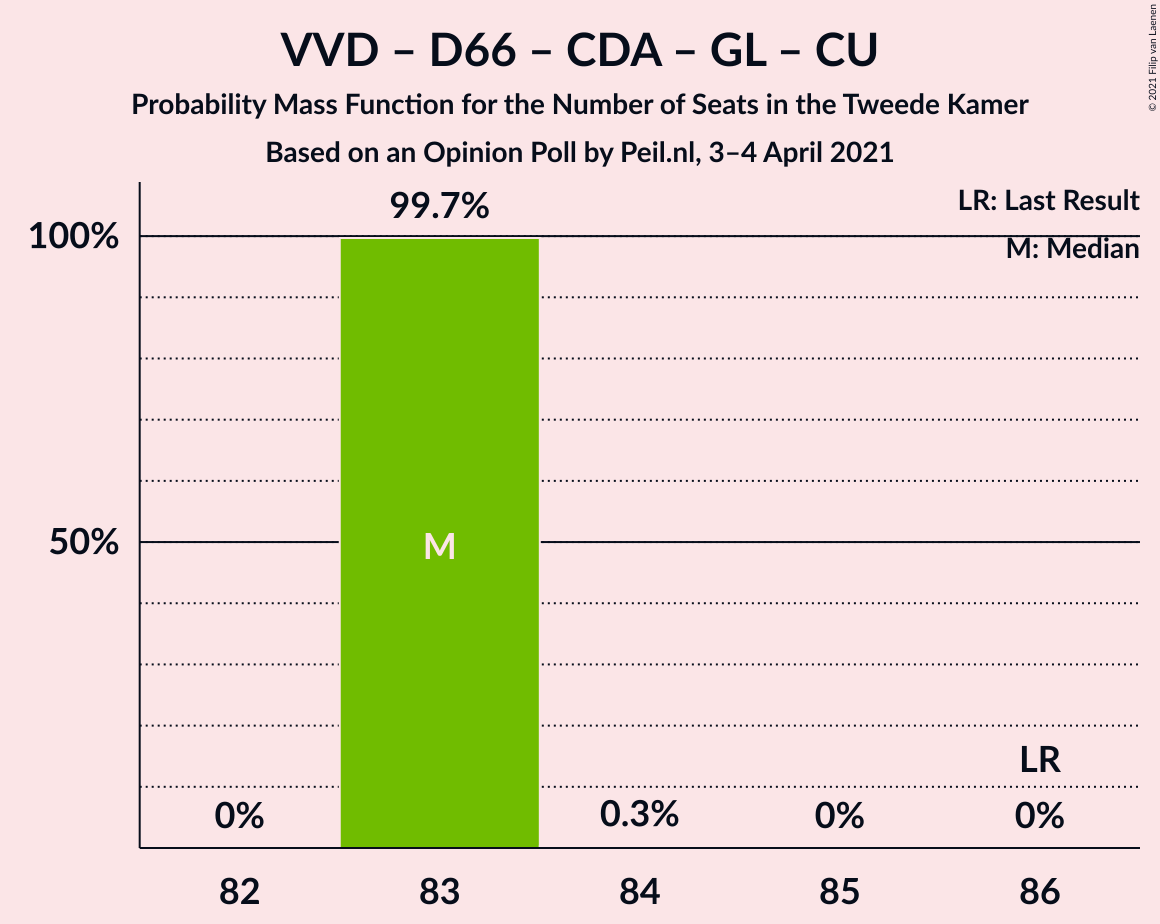 VVD – D66 – CDA – GL – CU
Probability Mass Function for the Number of Seats in the Tweede Kamer
Based on an Opinion Poll by Peil.nl, 3–4 April 2021
© 2021 Filip van Laenen
LR: Last Result
M: Median
99.7%
100%
50%
M
LR
0%
0.3%
0%
0%
82
83
84
85
86